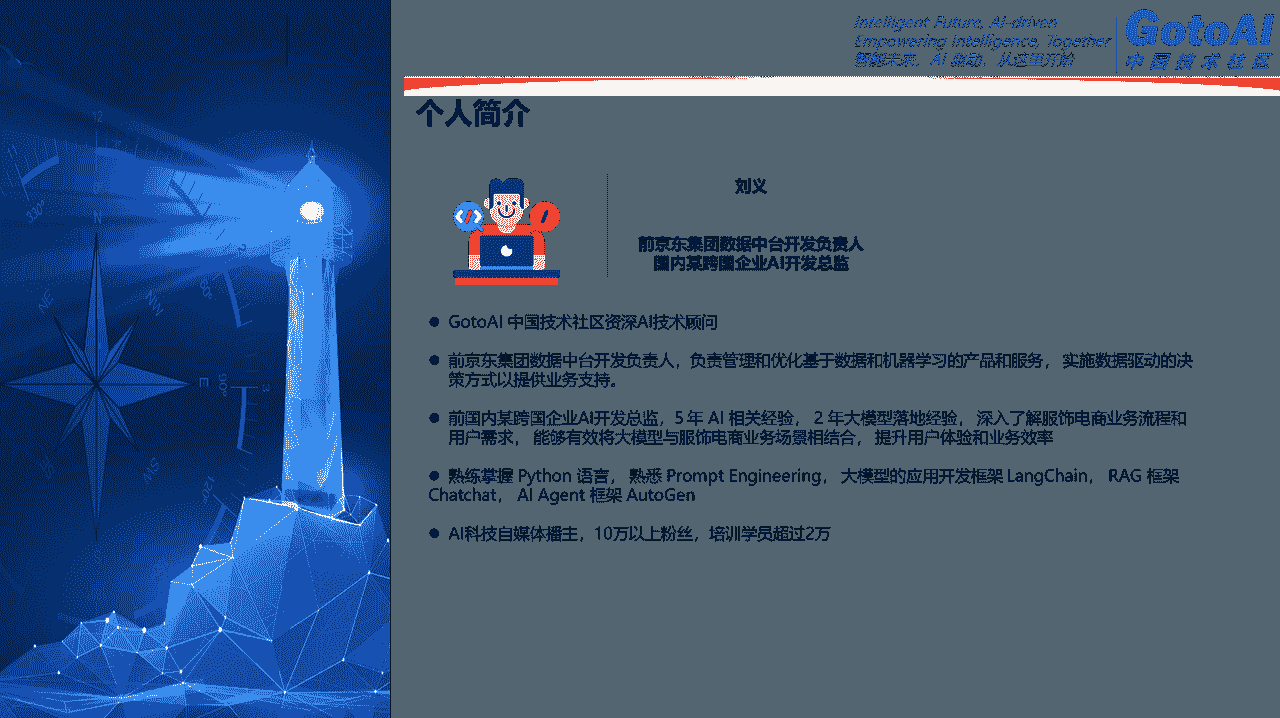 Intelligent Future, AI-driven
Empowering Intelligence, Together
智能未来，AI 驱动，从这里开始
GotoAI
中国技术社区
个人简介
刘义
前京东集团数据中台开发负责人
国内某跨国企业AI开发总监
● GotoAI 中国技术社区资深AI技术顾问
● 前京东集团数据中台开发负责人，负责管理和优化基于数据和机器学习的产品和服务， 实施数据驱动的决
策方式以提供业务支持。
● 前国内某跨国企业AI开发总监，5 年 AI 相关经验， 2 年大模型落地经验，深入了解服饰电商业务流程和
用户需求， 能够有效将大模型与服饰电商业务场景相结合， 提升用户体验和业务效率
● 熟练掌握 Python 语言， 熟悉 Prompt Engineering， 大模型的应用开发框架 LangChain， RAG 框架
Chatchat， AI Agent 框架 AutoGen
● AI科技自媒体播主，10万以上粉丝，培训学员超过2万
12
330°
N
NE
NW
60°
E
90°
3
120°